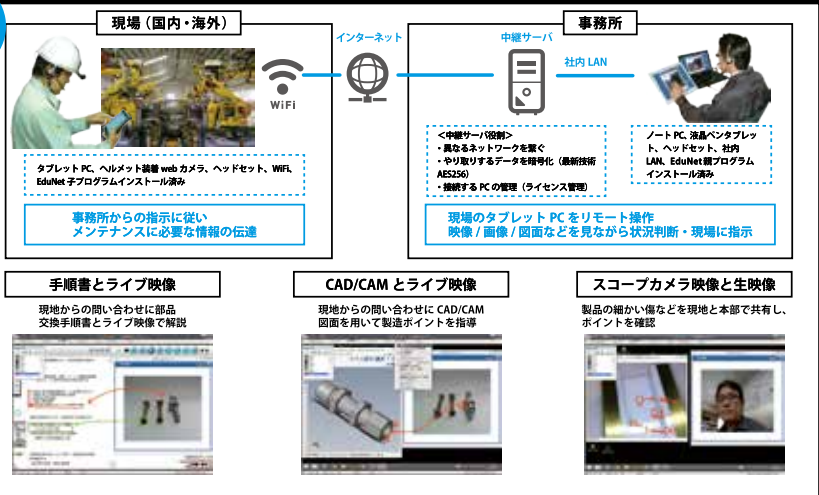 現場（国内・海外）
インターネット
事務所
中継サーバ
社内 LAN
WiFi
タブレット PC、ヘルメット装着 web カメラ、ヘッドセット、WiFi、
EduNet 子プログラムインストール済み
＜中継サーバ役割＞
・異なるネットワークを繋ぐ
・やり取りするデータを暗号化（最新技術
AES256）
・接続する PC の管理（ライセンス管理）
ノート PC、液晶ペンタブレッ
ト、ヘッドセット、社内
LAN、EduNet 親プログラム
インストール済み
事務所からの指示に従い
メンテナンスに必要な情報の伝達
現場のタブレット PC をリモート操作
映像 / 画像 / 図面などを見ながら状況判断・現場に指示
手順書とライブ映像
現地からの問い合わせに部品
交換手順書とライブ映像で解説
CAD/CAM とライブ映像
現地からの問い合わせに CAD/CAM
図面を用いて製造ポイントを指導
スコープカメラ映像と生映像
製品の細かい傷などを現地と本部で共有し、
ポイントを確認